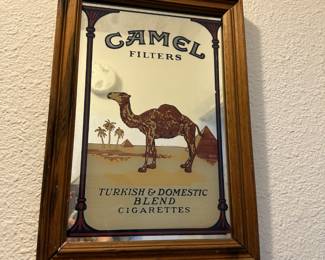 CAMEL
FILTERS
TURKISH & DOMESTIC
BLEND
CIGARETTES